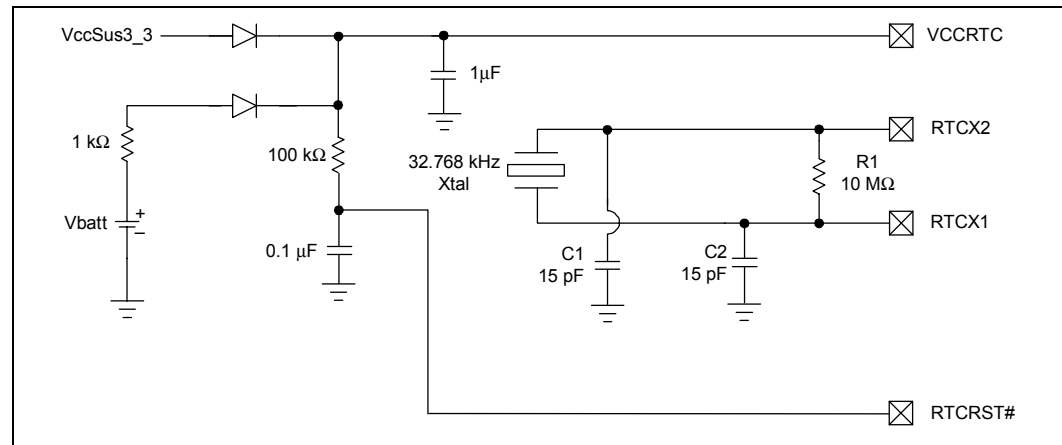 VccSus3_3
VCCRTC
1µF
1 kΩ
100 kΩ
Vbatt
+
−
0.1 µF
32.768 kHz
Xtal
RTCX2
R1
10 MΩ
RTCX1
C1
15 pF
C2
15 pF
RTCRST#